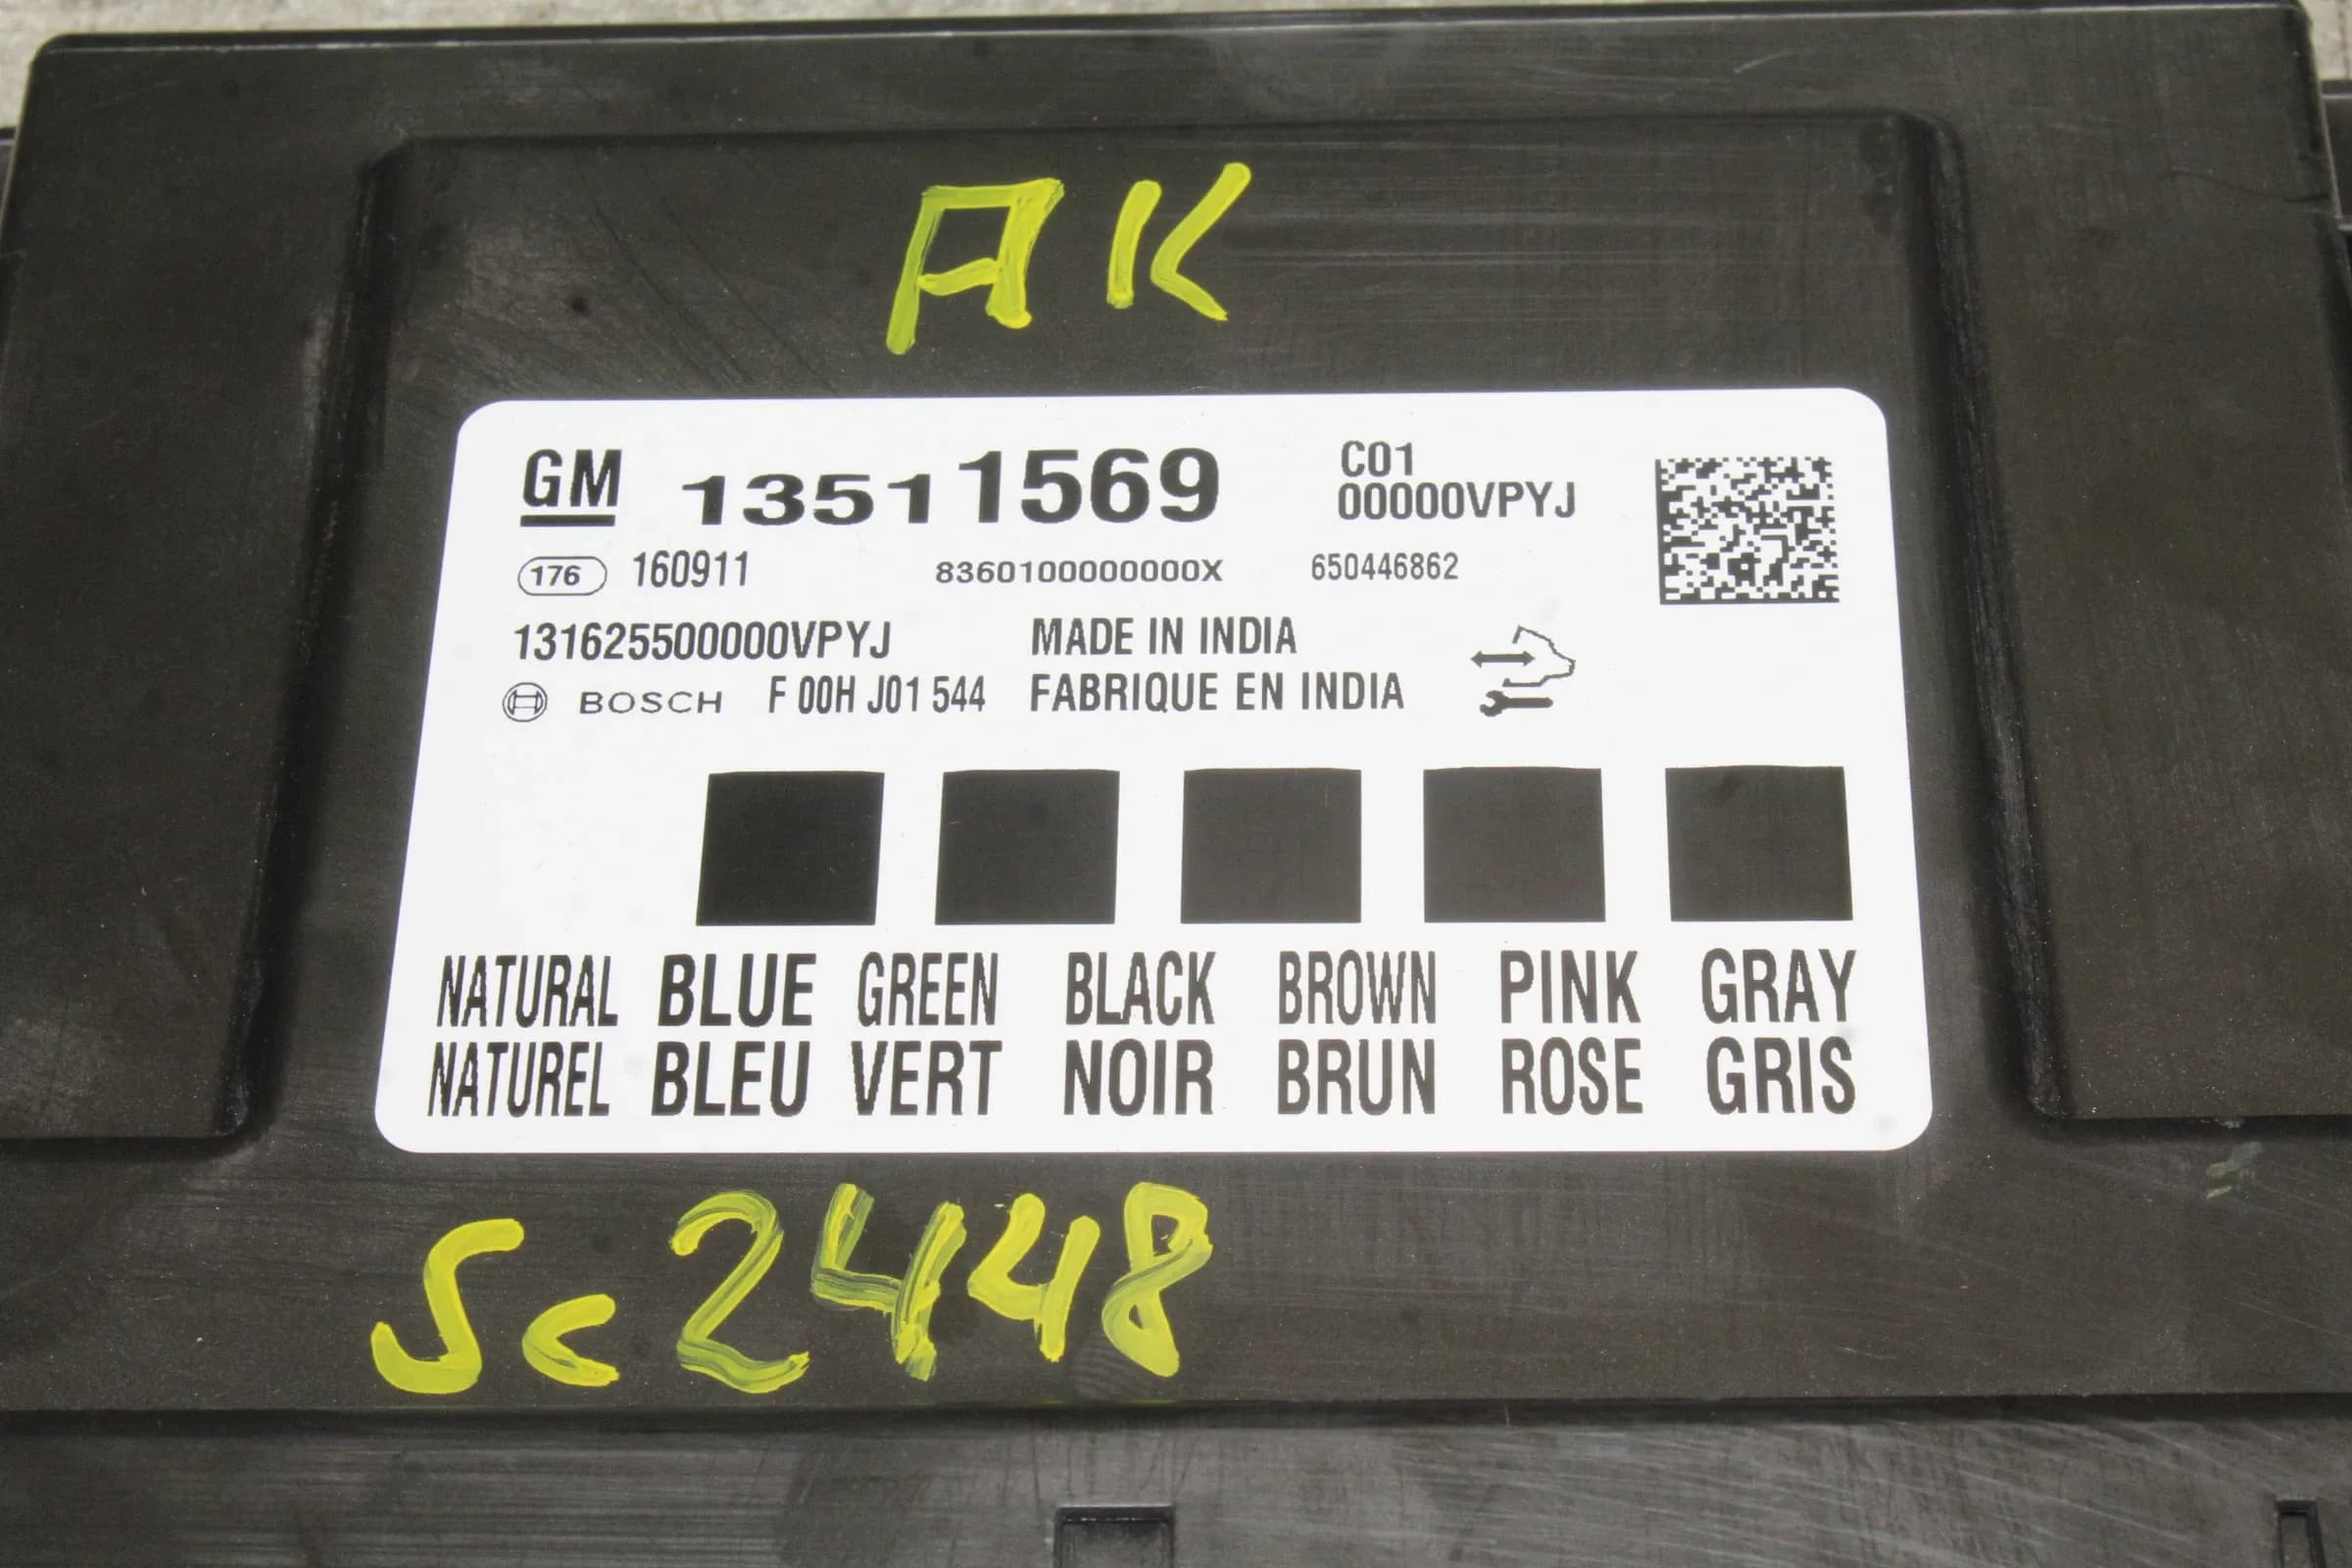 AK
GM 13511569 C01
00000VPYJ
176 160911 8360100000000X 650446862
131625500000VPYJ MADE IN INDIA
BOSCH F 00H J01 544 FABRIQUE EN INDIA
NATURAL BLUE GREEN BLACK BROWN PINK GRAY
NATUREL BLEU VERT NOIR BRUN ROSE GRIS
Sc2448